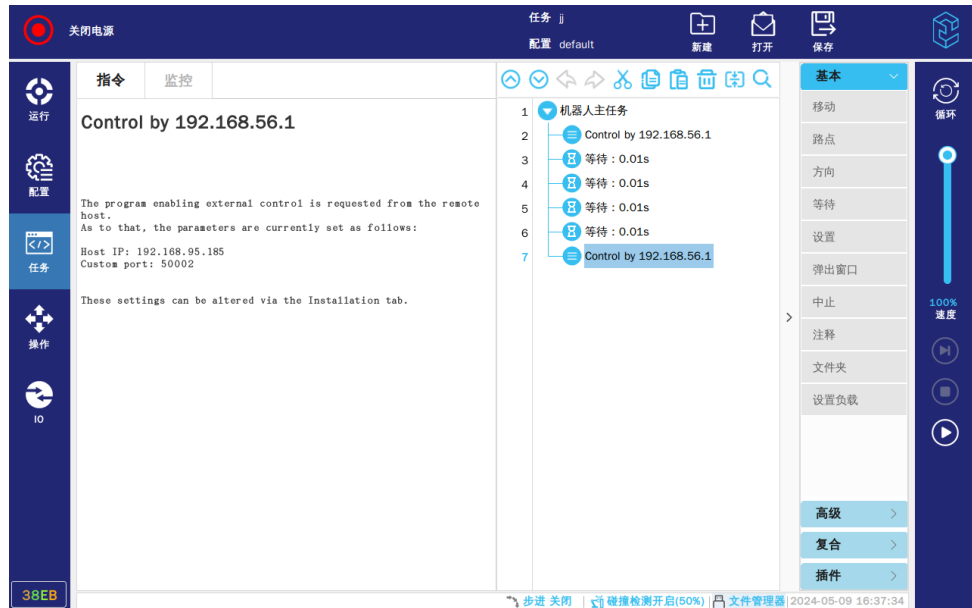 关闭电源
任务 jj
配置 default
新建
打开
保存
运行
配置
任务
操作
IO
38EB
指令
监控
Control by 192.168.56.1
The program enabling external control is requested from the remote
host.
As to that, the parameters are currently set as follows:
Host IP: 192.168.95.185
Custom port: 50002
These settings can be altered via the Installation tab.
1 机器人主任务
2 Control by 192.168.56.1
3 等待：0.01s
4 等待：0.01s
5 等待：0.01s
6 等待：0.01s
7 Control by 192.168.56.1
基本
移动
路点
方向
等待
设置
弹出窗口
中止
注释
文件夹
设置负载
高级
复合
插件
循环
100%
速度
步进 关闭
碰撞检测开启(50%)
文件管理器
2024-05-09 16:37:34